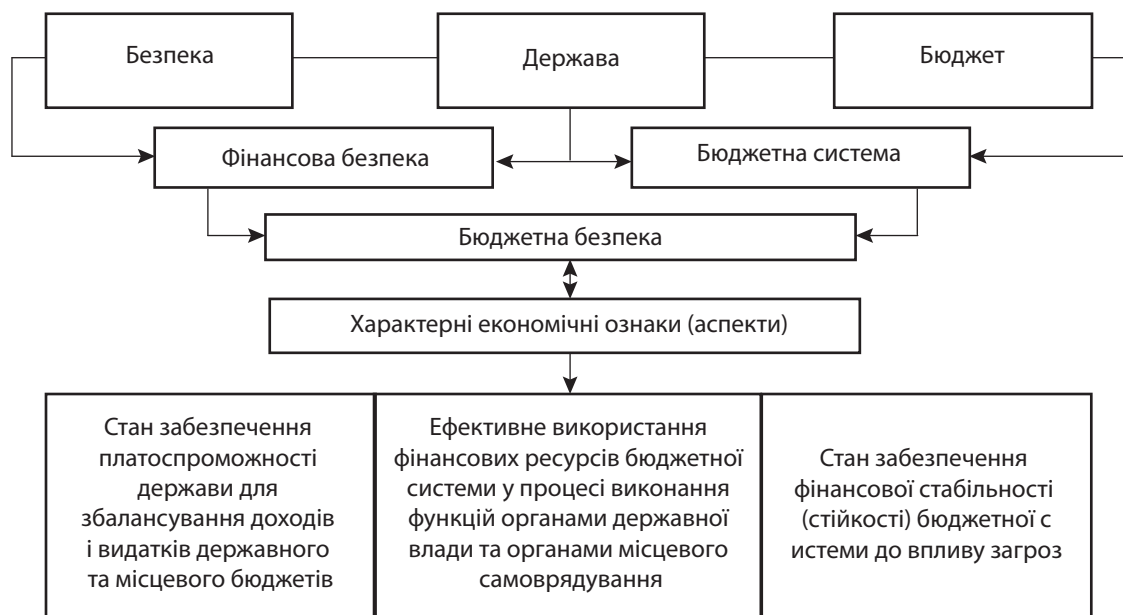 Безпека
Держава
Бюджет
Фінансова безпека
Бюджетна система
Бюджетна безпека
Характерні економічні ознаки (аспекти)
Стан забезпечення
платоспроможності
держави для
збалансування доходів
і видатків державного
та місцевого бюджетів
Ефективне використання
фінансових ресурсів бюджетної
системи у процесі виконання
функцій органами державної
влади та органами місцевого
самоврядування
Стан забезпечення
фінансової стабільності
(стійкості) бюджетної с
истеми до впливу загроз